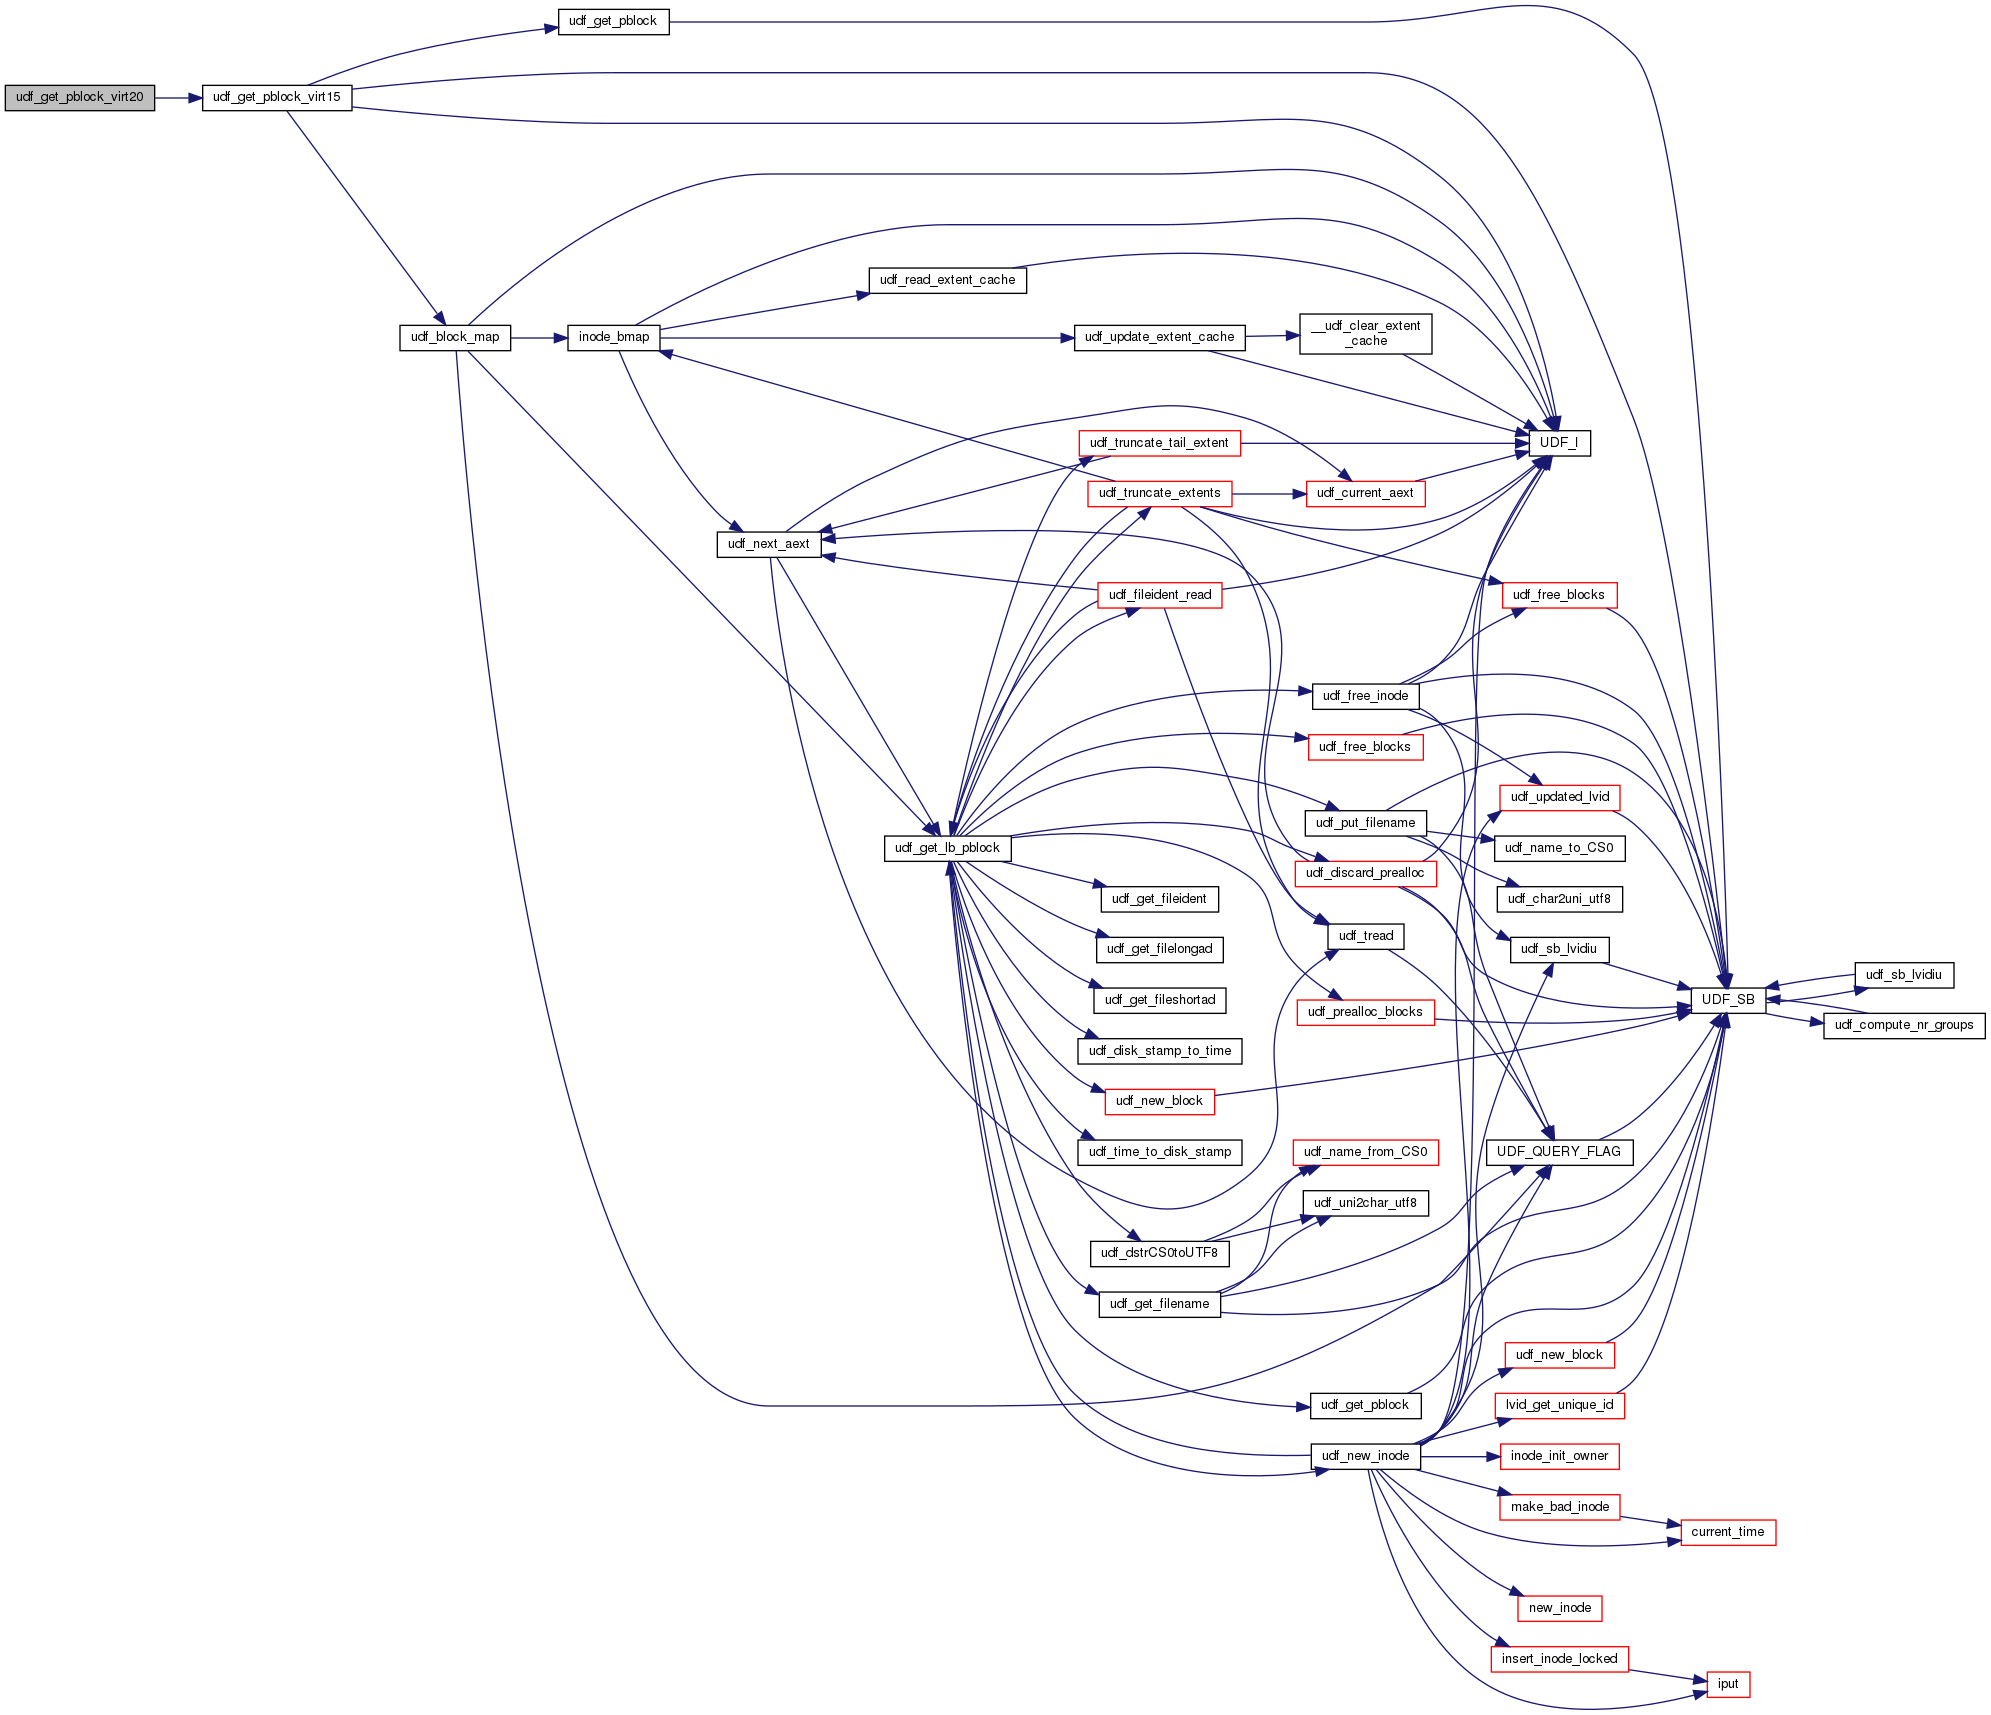 udf_get_pblock
udf_get_pblock_virt20
udf_get_pblock_virt15
udf_read_extent_cache
udf_block_map
inode_bmap
udf_update_extent_cache
__udf_clear_extent
_cache
udf_truncate_tail_extent
UDF_I
udf_truncate_extents
udf_current_aext
udf_next_aext
udf_fileident_read
udf_free_blocks
udf_free_inode
udf_free_blocks
udf_updated_lvid
udf_put_filename
udf_get_lb_pblock
udf_name_to_CS0
udf_discard_prealloc
udf_get_fileident
udf_char2uni_utf8
udf_tread
udf_get_filelongad
udf_sb_lvidiu
udf_sb_lvidiu
udf_get_fileshortad
UDF_SB
udf_prealloc_blocks
udf_compute_nr_groups
udf_disk_stamp_to_time
udf_new_block
udf_time_to_disk_stamp
udf_name_from_CS0
UDF_QUERY_FLAG
udf_uni2char_utf8
udf_dstrCS0toUTF8
udf_get_filename
udf_new_block
udf_get_pblock
lvid_get_unique_id
udf_new_inode
inode_init_owner
make_bad_inode
current_time
new_inode
insert_inode_locked
iput